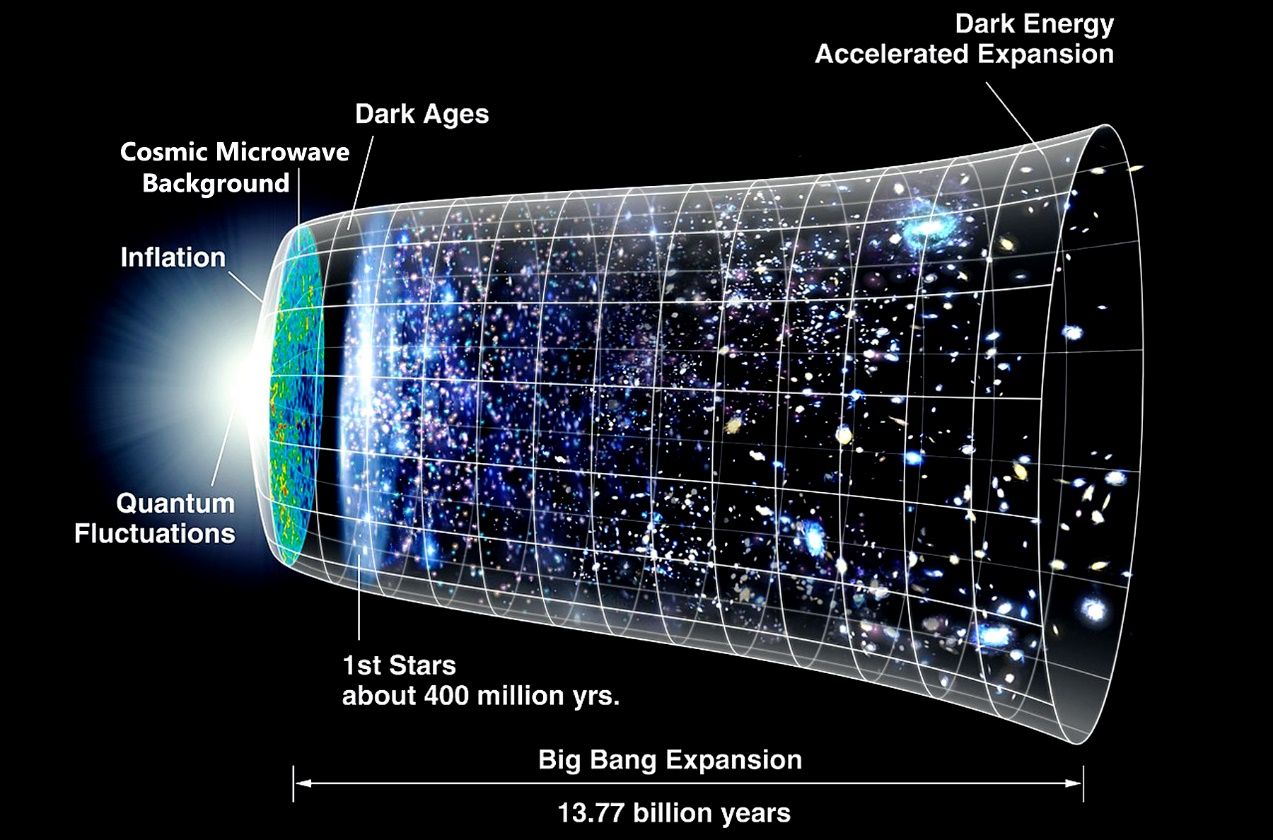 Dark Energy
Accelerated Expansion
Dark Ages
Cosmic Microwave
Background
Inflation
Quantum
Fluctuations
1st Stars
about 400 million yrs.
Big Bang Expansion
13.77 billion years